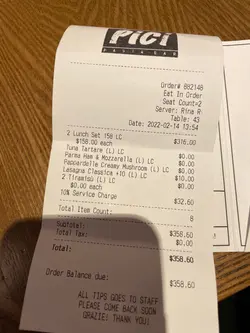 PiCi
PASTA BAR
Order# 802148
Eat In Order
Seat Count=2
Server: Rina R
Table: 43
Date: 2022-02-14 13:54
2 Lunch Set 158 LC $316.00
$158.00 each
Tuna Tartare (L) LC $0.00
Parma Ham & Mozzarella (L) LC $0.00
Pappardelle Creamy Mushroom (L) LC $0.00
Lasagna Classica +10 (L) LC $10.00
2 Tiramisù (L) LC $0.00
$0.00 each
10% Service Charge $32.60
Total Item Count: 8
Subtotal: $358.60
Total Tax: $0.00
Total: $358.60
Order Balance due: $358.60
ALL TIPS GOES TO STAFF
PLEASE COME BACK SOON
GRAZIE! THANK YOU!